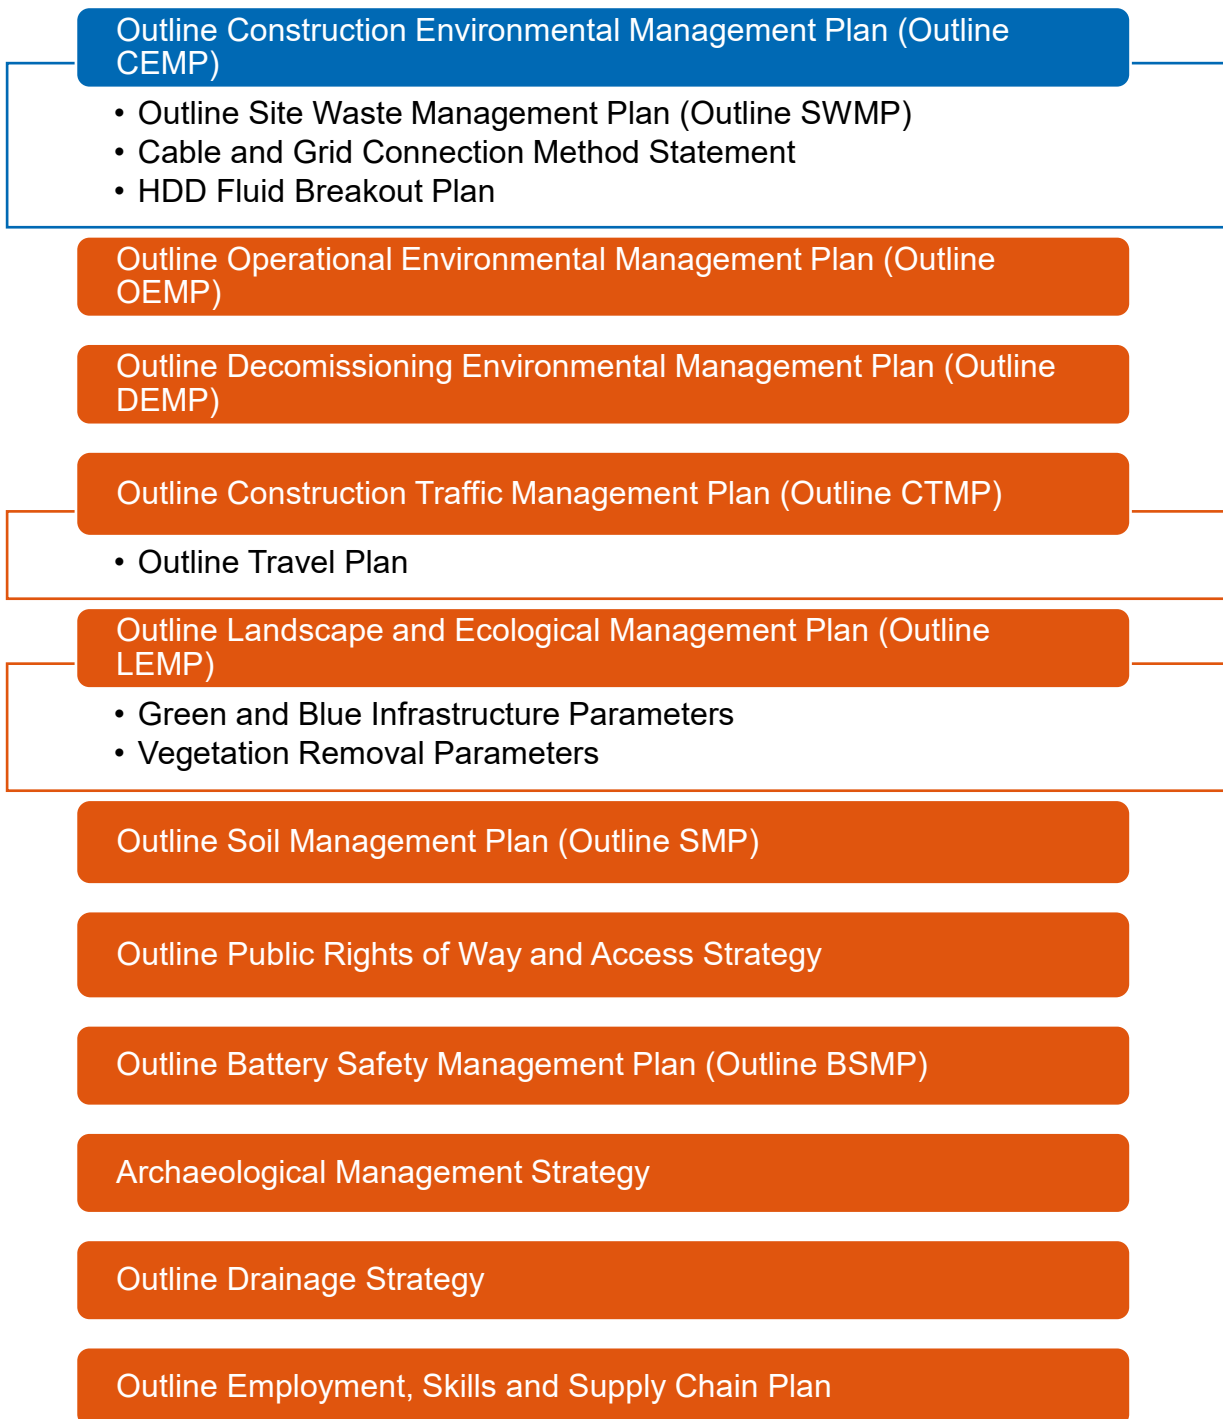 Outline Construction Environmental Management Plan (Outline
CEMP)
• Outline Site Waste Management Plan (Outline SWMP)
• Cable and Grid Connection Method Statement
• HDD Fluid Breakout Plan
Outline Operational Environmental Management Plan (Outline
OEMP)
Outline Decomissioning Environmental Management Plan (Outline
DEMP)
Outline Construction Traffic Management Plan (Outline CTMP)
• Outline Travel Plan
Outline Landscape and Ecological Management Plan (Outline
LEMP)
• Green and Blue Infrastructure Parameters
• Vegetation Removal Parameters
Outline Soil Management Plan (Outline SMP)
Outline Public Rights of Way and Access Strategy
Outline Battery Safety Management Plan (Outline BSMP)
Archaeological Management Strategy
Outline Drainage Strategy
Outline Employment, Skills and Supply Chain Plan